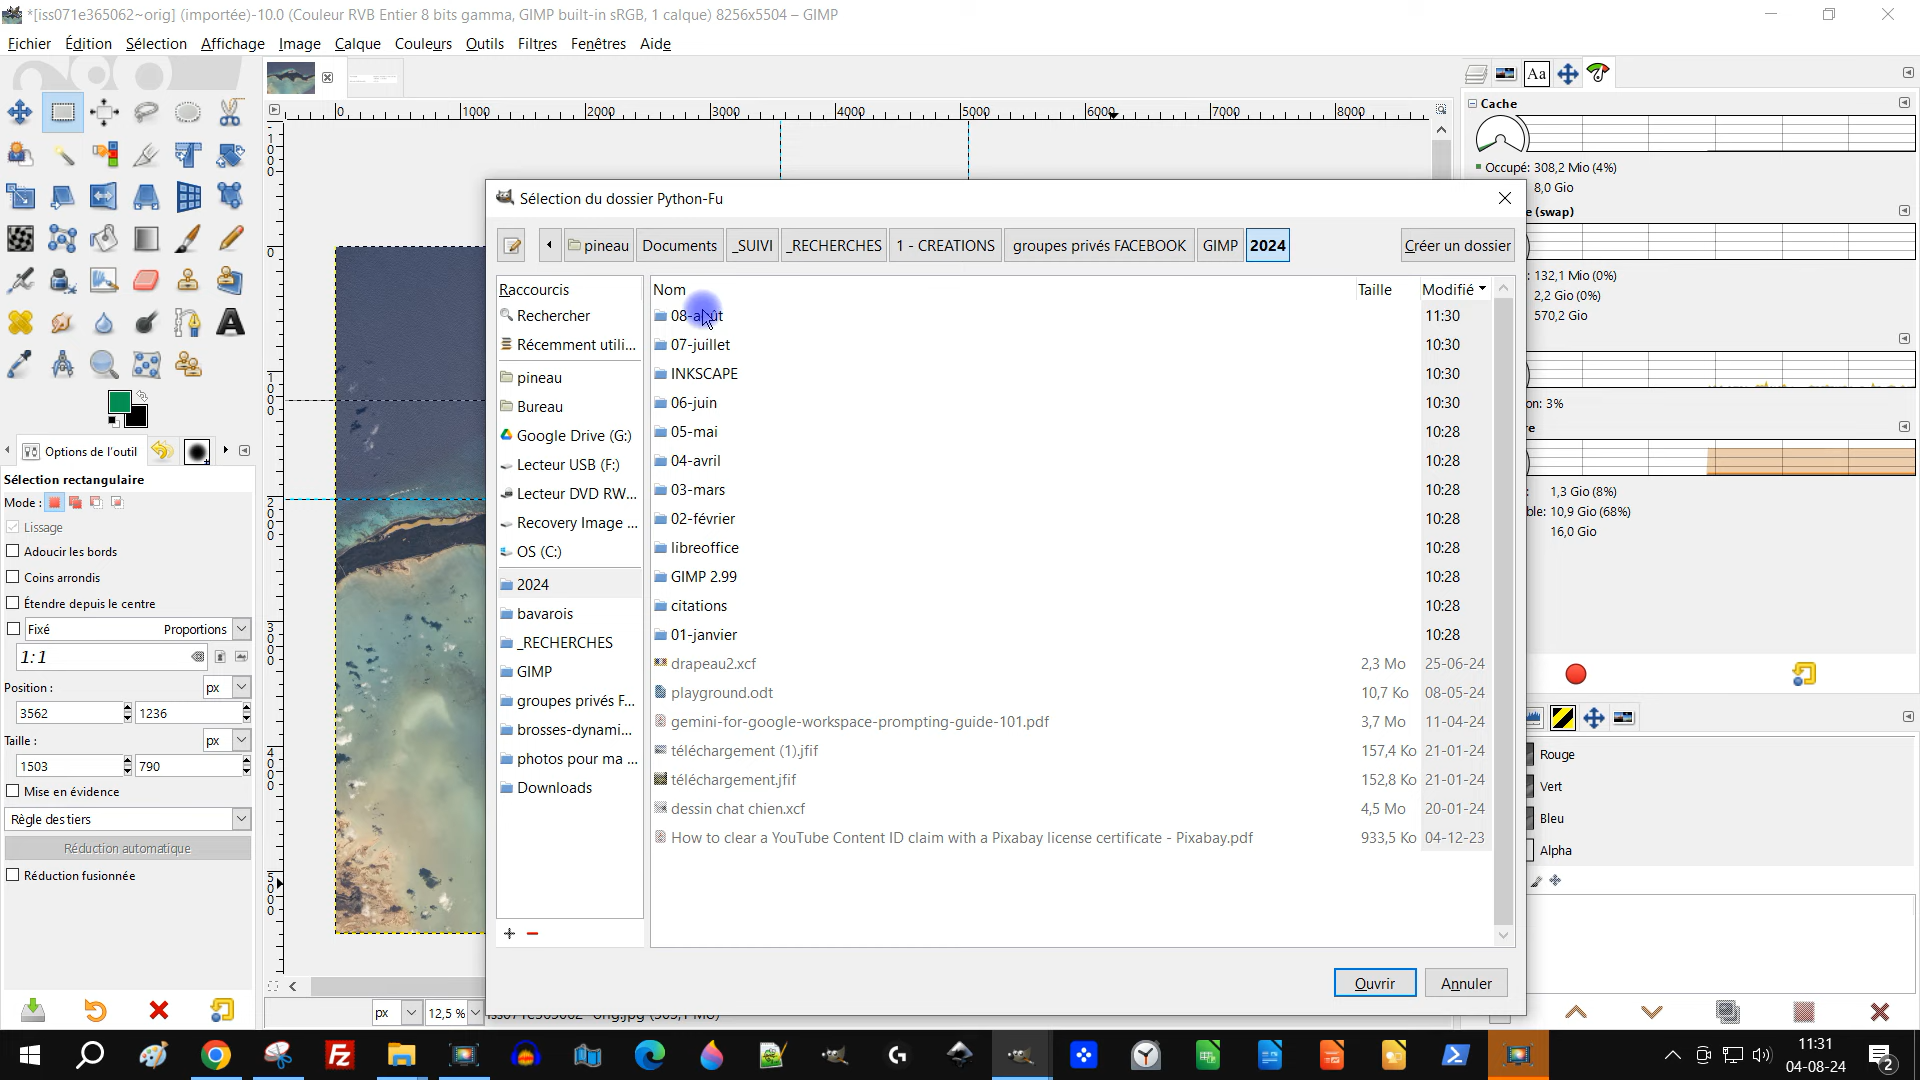 *[iss071e365062~orig] (importée)-10.0 (Couleur RVB Entier 8 bits gamma, GIMP built-in sRGB, 1 calque) 8256x5504 – GIMP
Fichier Édition Sélection Affichage Image Calque Couleurs Outils Filtres Fenêtres Aide
0 1000 2000 3000 4000 5000 6000 7000 8000
Options de l'outil
Sélection rectangulaire
Mode :
Lissage
Adoucir les bords
Coins arrondis
Étendre depuis le centre
Fixé Proportions
1:1
Position : px
3562 1236
Taille : px
1503 790
Mise en évidence
Règle des tiers
Réduction automatique
Réduction fusionnée
Sélection du dossier Python-Fu
pineau Documents _SUIVI _RECHERCHES 1 - CREATIONS groupes privés FACEBOOK GIMP 2024 Créer un dossier
Raccourcis
Rechercher
Récemment utili...
pineau
Bureau
Google Drive (G:)
Lecteur USB (F:)
Lecteur DVD RW...
Recovery Image ...
OS (C:)
2024
bavarois
_RECHERCHES
GIMP
groupes privés F...
brosses-dynami...
photos pour ma ...
Downloads
Nom Taille Modifié
08-août 11:30
07-juillet 10:30
INKSCAPE 10:30
06-juin 10:30
05-mai 10:28
04-avril 10:28
03-mars 10:28
02-février 10:28
libreoffice 10:28
GIMP 2.99 10:28
citations 10:28
01-janvier 10:28
drapeau2.xcf 2,3 Mo 25-06-24
playground.odt 10,7 Ko 08-05-24
gemini-for-google-workspace-prompting-guide-101.pdf 3,7 Mo 11-04-24
téléchargement (1).jfif 157,4 Ko 21-01-24
téléchargement.jfif 152,8 Ko 21-01-24
dessin chat chien.xcf 4,5 Mo 20-01-24
How to clear a YouTube Content ID claim with a Pixabay license certificate - Pixabay.pdf 933,5 Ko 04-12-23
Ouvrir Annuler
px 12,5 %
Aa
Cache
Occupé: 308,2 Mio (4%)
8,0 Gio
(swap)
132,1 Mio (0%)
2,2 Gio (0%)
570,2 Gio
3%
1,3 Gio (8%)
10,9 Gio (68%)
16,0 Gio
Rouge
Vert
Bleu
Alpha
11:31
04-08-24
2